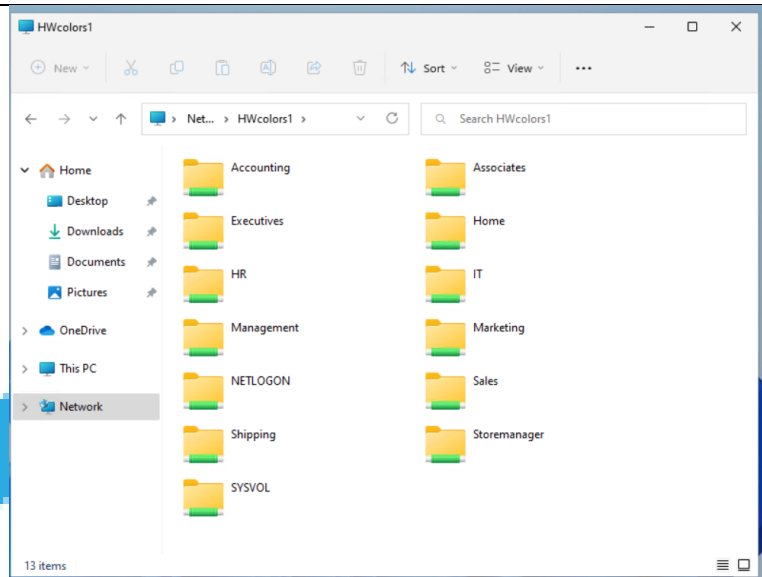 HWcolors1
New
Sort
View
Net... > HWcolors1 >
Search HWcolors1
Home
Desktop
Downloads
Documents
Pictures
OneDrive
This PC
Network
Accounting
Associates
Executives
Home
HR
IT
Management
Marketing
NETLOGON
Sales
Shipping
Storemanager
SYSVOL
13 items